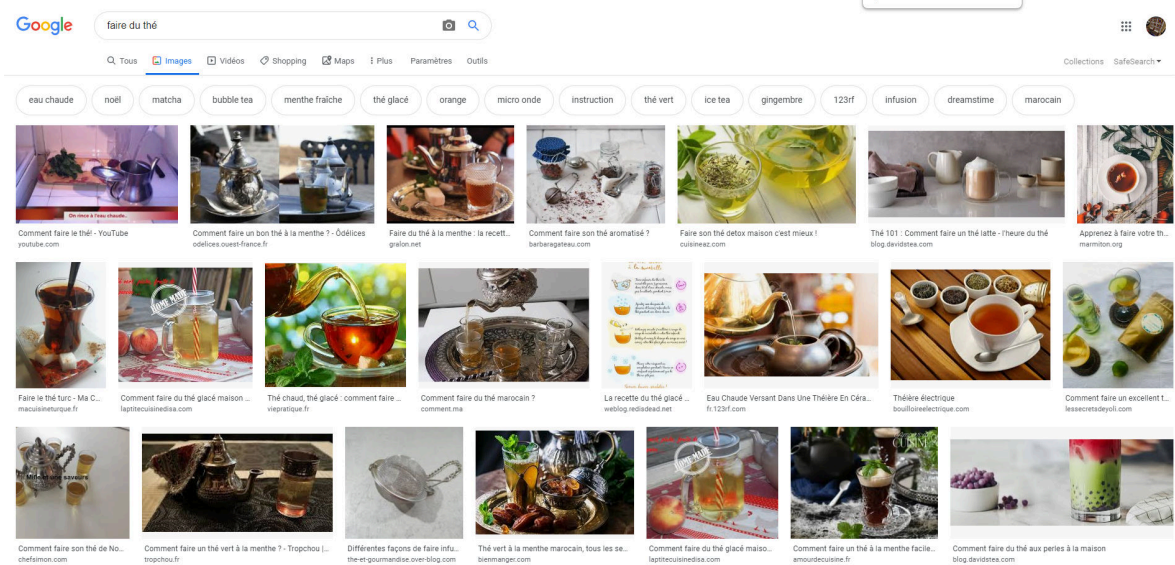 Google
faire du thé
Tous
Images
Vidéos
Shopping
Maps
Plus
Paramètres
Outils
Collections
SafeSearch
eau chaude
noël
matcha
bubble tea
menthe fraîche
thé glacé
orange
micro onde
instruction
thé vert
ice tea
gingembre
123rf
infusion
dreamstime
marocain
On rince à l'eau chaude..
Comment faire le thé! - YouTube
youtube.com
Comment faire un bon thé à la menthe ? - Ôdélices
odelices.ouest-france.fr
Faire du thé à la menthe : la recett...
gralon.net
Comment faire son thé aromatisé ?
barbaragateau.com
Faire son thé detox maison c'est mieux !
cuisineaz.com
Thé 101 : Comment faire un thé latte - l'heure du thé
blog.davidstea.com
Apprenez à faire votre th...
marmiton.org
HOME MADE
Faire le thé turc - Ma C...
macuisineturque.fr
Comment faire du thé glacé maison ...
laptitecuisinedisa.com
Thé chaud, thé glacé : comment faire ...
viepratique.fr
Comment faire du thé marocain ?
comment.ma
La recette du thé glacé ...
weblog.redisdead.net
Eau Chaude Versant Dans Une Théière En Céra...
fr.123rf.com
Théière électrique
bouilloireelectrique.com
Comment faire un excellent t...
lessecretsdeyoli.com
HOME MADE
Comment faire son thé de No...
chefsimon.com
Comment faire un thé vert à la menthe ? - Tropchou |...
tropchou.fr
Différentes façons de faire infu...
the-et-gourmandise.over-blog.com
Thé vert à la menthe marocain, tous les se...
bienmanger.com
Comment faire du thé glacé maiso...
laptitecuisinedisa.com
Comment faire un thé à la menthe facile...
amourdecuisine.fr
Comment faire du thé aux perles à la maison
blog.davidstea.com